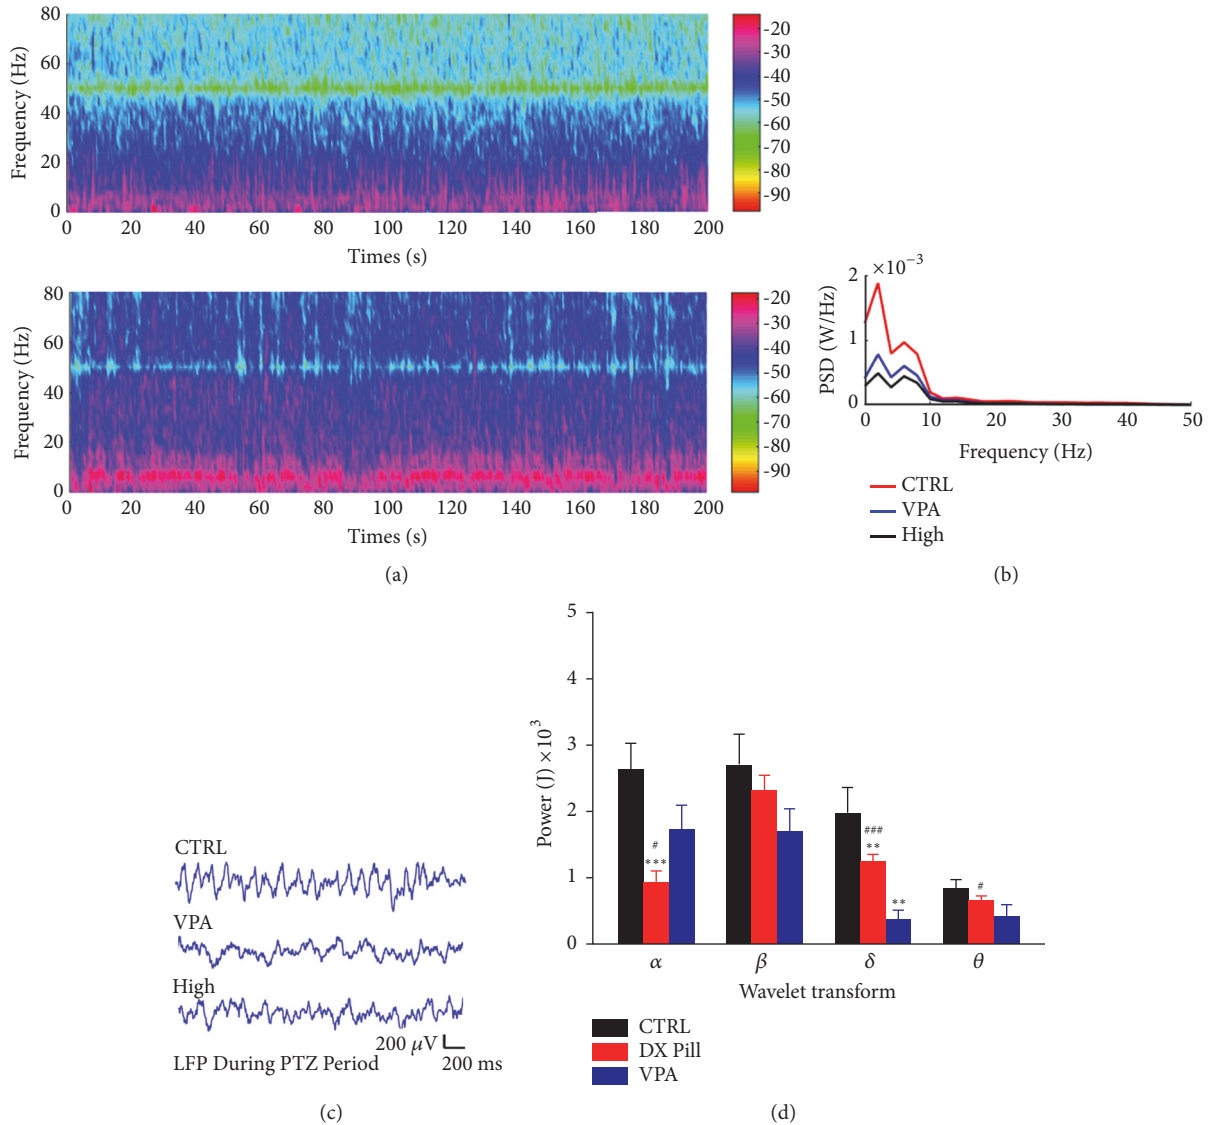 80
60
40
20
0
Frequency (Hz)
0 20 40 60 80 100 120 140 160 180 200
Times (s)
-20
-30
-40
-50
-60
-70
-80
-90
80
60
40
20
0
Frequency (Hz)
0 20 40 60 80 100 120 140 160 180 200
Times (s)
-20
-30
-40
-50
-60
-70
-80
-90
(a)
×10−3
2
1
0
PSD (W/Hz)
0 10 20 30 40 50
Frequency (Hz)
CTRL
VPA
High
(b)
CTRL
VPA
High
200 μV
200 ms
LFP During PTZ Period
(c)
5
4
3
2
1
0
Power (J) ×103
#
***
###
**
**
#
α β δ θ
Wavelet transform
CTRL
DX Pill
VPA
(d)